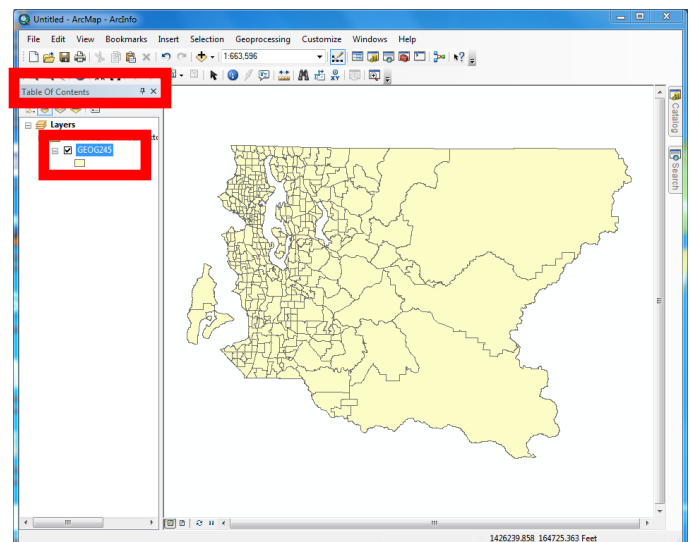 Untitled - ArcMap - ArcInfo
File Edit View Bookmarks Insert Selection Geoprocessing Customize Windows Help
1:663,596
Table Of Contents
Layers
GEOG245
Catalog
Search
1426239.858 164725.363 Feet